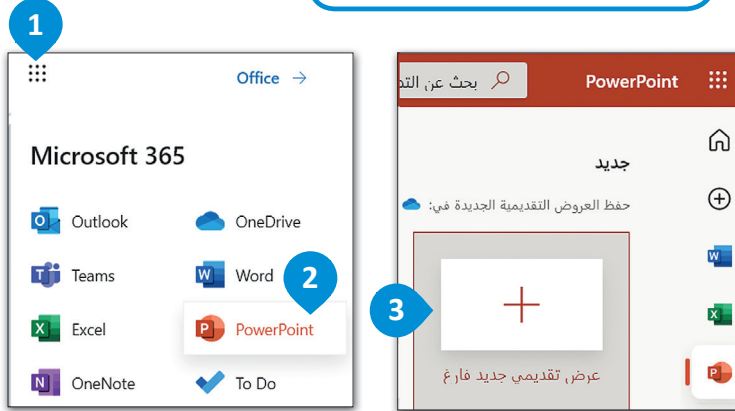 1
Office →
Microsoft 365
Outlook
OneDrive
Teams
Word
2
Excel
PowerPoint
OneNote
To Do
PowerPoint
بحث عن
جديد
حفظ العروض التقديمية الجديدة في:
3
عرض تقديمي جديد فارغ